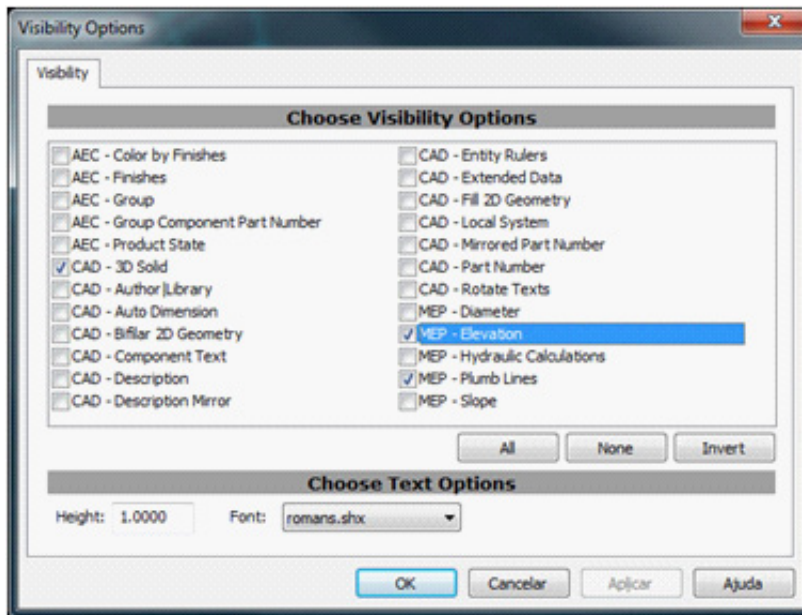 Visibility Options
Visibility
Choose Visibility Options
AEC - Color by Finishes
AEC - Finishes
AEC - Group
AEC - Group Component Part Number
AEC - Product State
CAD - 3D Solid
CAD - Author|Library
CAD - Auto Dimension
CAD - Bifilar 2D Geometry
CAD - Component Text
CAD - Description
CAD - Description Mirror
CAD - Entity Rulers
CAD - Extended Data
CAD - Fill 2D Geometry
CAD - Local System
CAD - Mirrored Part Number
CAD - Part Number
CAD - Rotate Texts
MEP - Diameter
MEP - Elevation
MEP - Hydraulic Calculations
MEP - Plumb Lines
MEP - Slope
All None Invert
Choose Text Options
Height: 1.0000 Font: romans.shx
OK Cancelar Aplicar Ajuda